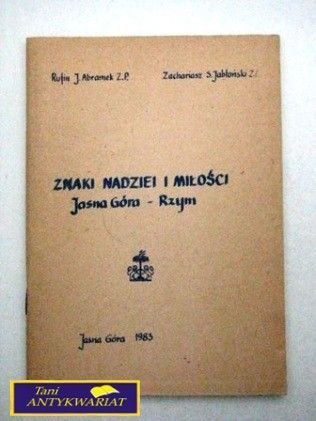 Rufin J. Abramek Z.P.
Zachariasz S. Jabłoński Z.
ZNAKI NADZIEI I MIŁOŚCI
Jasna Góra - Rzym
Jasna Góra 1983
Tani
ANTYKWARIAT